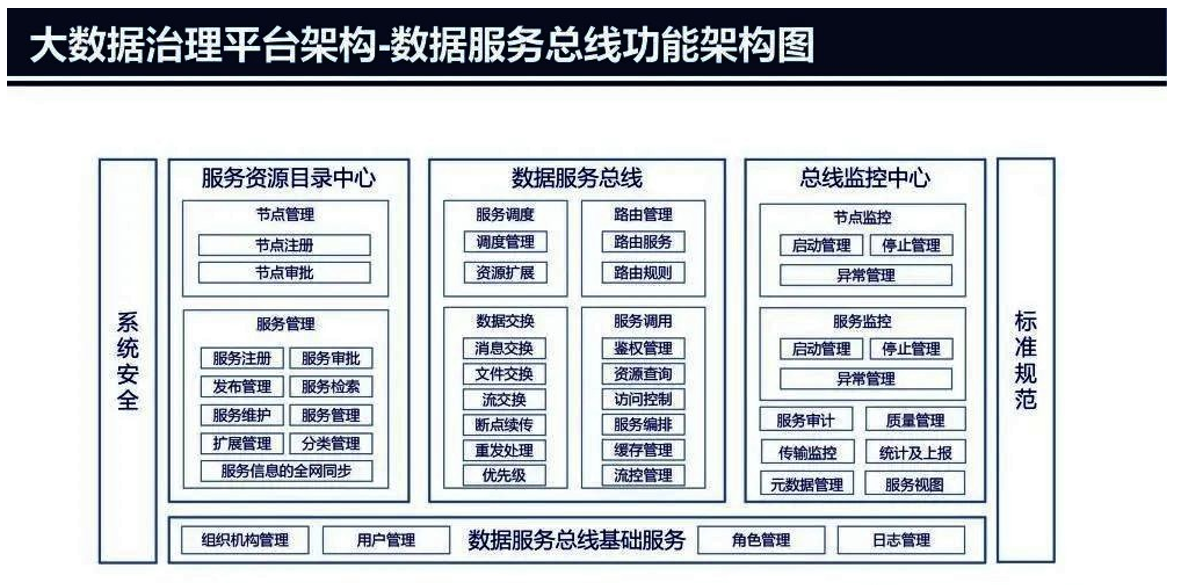 大数据治理平台架构-数据服务总线功能架构图
系统安全
服务资源目录中心
节点管理
节点注册
节点审批
服务管理
服务注册 服务审批
发布管理 服务检索
服务维护 服务管理
扩展管理 分类管理
服务信息的全网同步
数据服务总线
服务调度
调度管理
资源扩展
路由管理
路由服务
路由规则
数据交换
消息交换
文件交换
流交换
断点续传
重发处理
优先级
服务调用
鉴权管理
资源查询
访问控制
服务编排
缓存管理
流控管理
总线监控中心
节点监控
启动管理 停止管理
异常管理
服务监控
启动管理 停止管理
异常管理
服务审计 质量管理
传输监控 统计及上报
元数据管理 服务视图
标准规范
组织机构管理 用户管理 数据服务总线基础服务 角色管理 日志管理